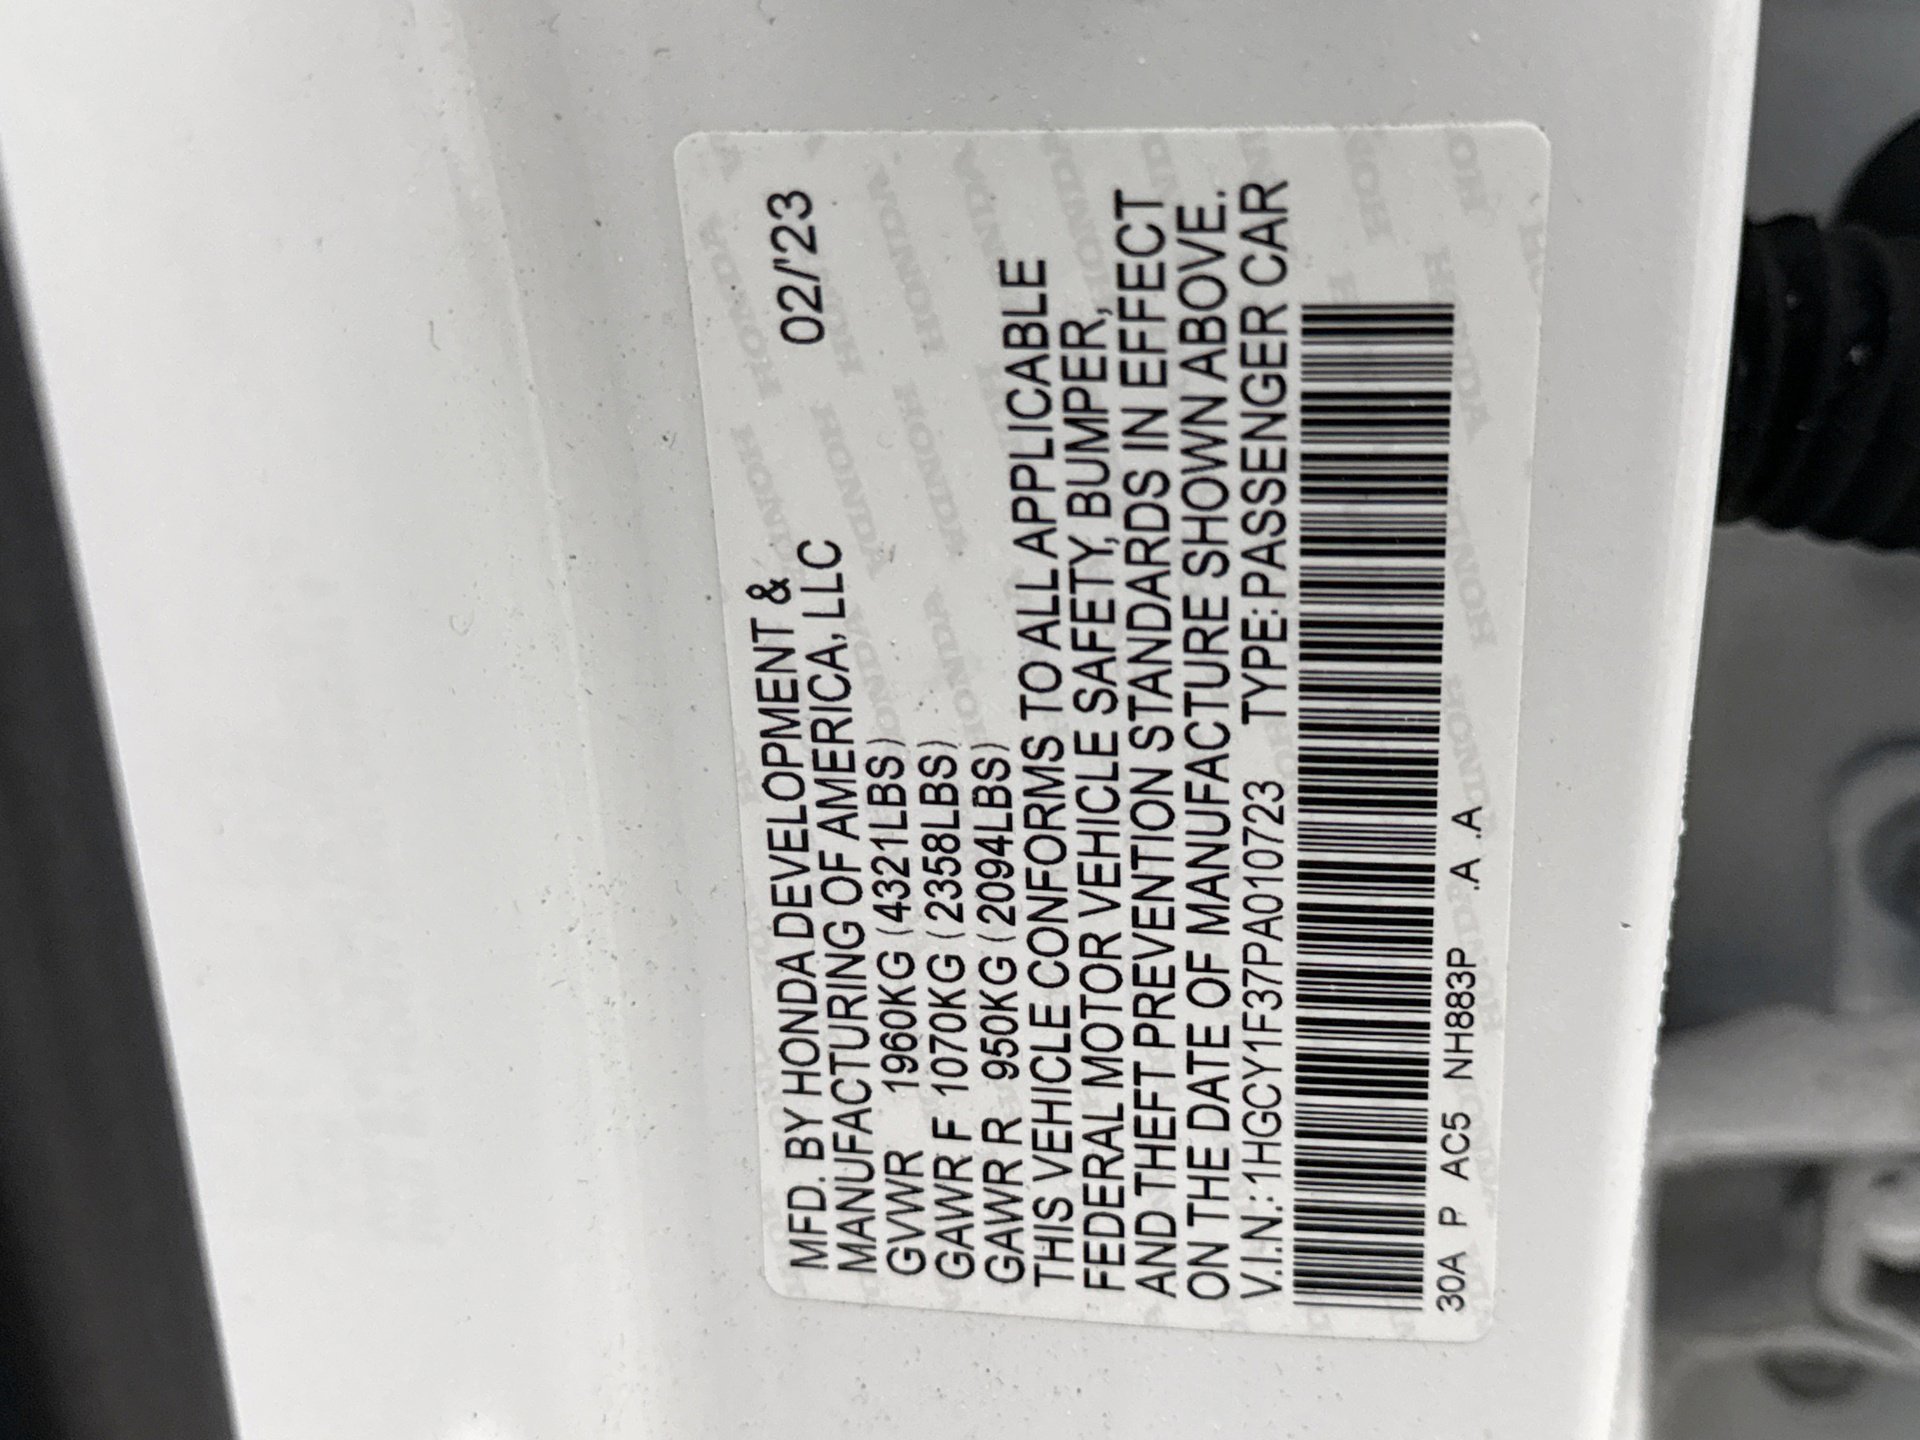 MFD. BY HONDA DEVELOPMENT & 02/'23
MANUFACTURING OF AMERICA, LLC
GVWR 1960KG (4321LBS)
GAWR F 1070KG (2358LBS)
GAWR R 950KG (2094LBS)
THIS VEHICLE CONFORMS TO ALL APPLICABLE
FEDERAL MOTOR VEHICLE SAFETY, BUMPER,
AND THEFT PREVENTION STANDARDS IN EFFECT
ON THE DATE OF MANUFACTURE SHOWN ABOVE.
V.I.N.: 1HGCY1F37PA010723 TYPE: PASSENGER CAR
30A P AC5 NH883P .A .A